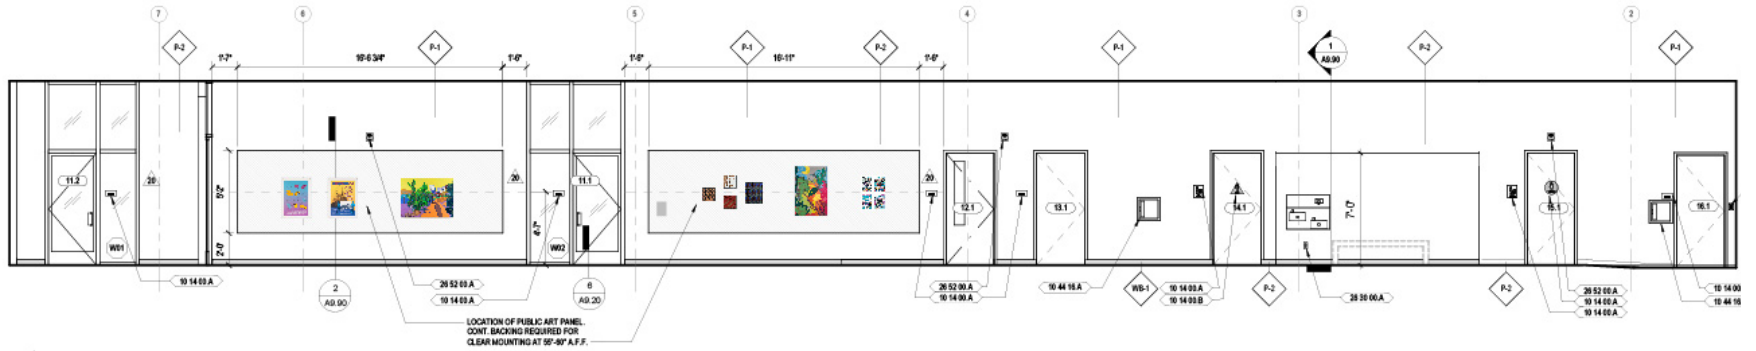 7
6
5
4
3
2
P-2
P-1
P-1
P-2
P-1
1
A9.90
P-2
P-1
1'-7"
16'-6 3/4"
1'-6"
1'-6"
16'-11"
1'-6"
11.2
20
5'-2"
2'-0"
4'-7"
11.1
20
12.1
13.1
14.1
7'-0"
15.1
16.1
W01
W02
10 14 00.A
2
A9.90
26 52 00.A
10 14 00.A
6
A9.20
26 52 00.A
10 14 00.A
10 44 16.A
WB-1
10 14 00.A
10 14 00.B
P-2
26 30 00.A
P-2
26 52 00.A
10 14 00.A
10 14 00.A
10 14 00
10 44 16
LOCATION OF PUBLIC ART PANEL.
CONT. BACKING REQUIRED FOR
CLEAR MOUNTING AT 56"-60" A.F.F.